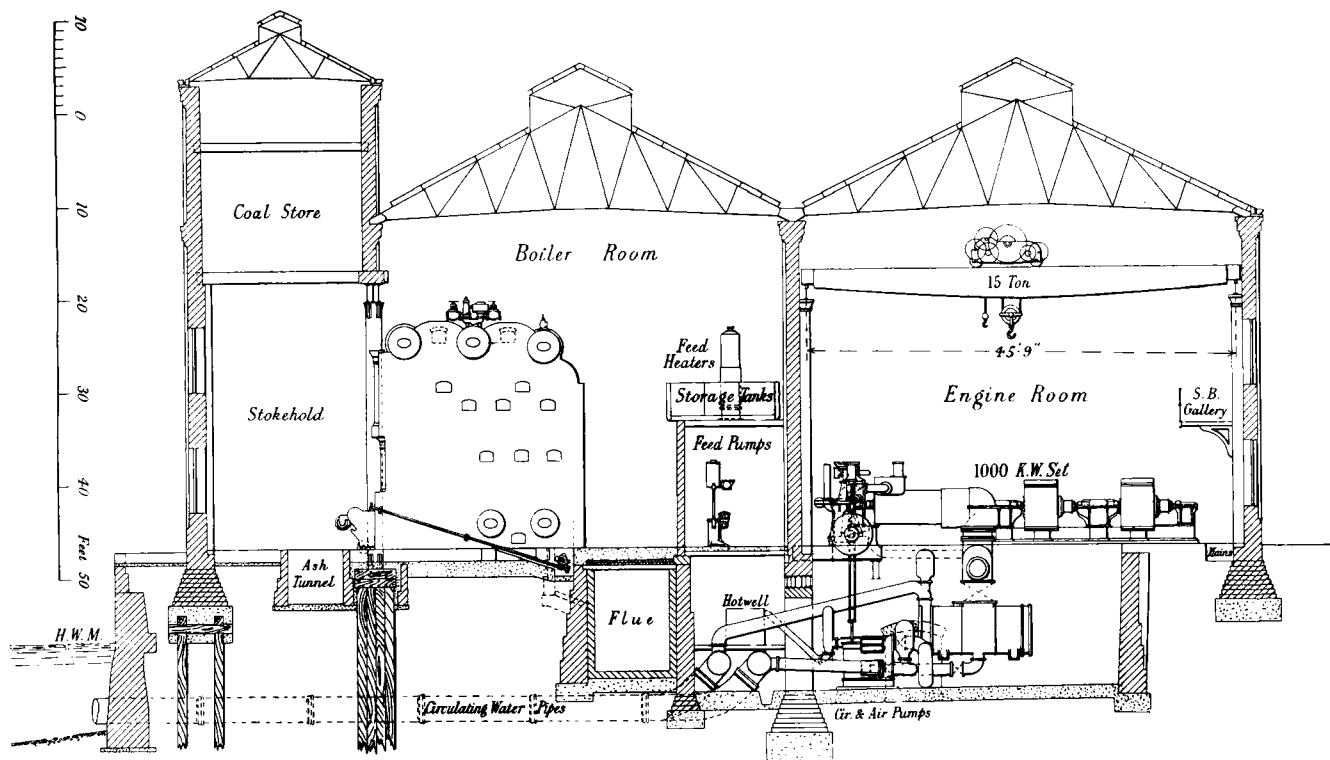 10
0
10
20
30
40
Feet 50
Coal Store
Boiler Room
15 Ton
45' 9"
Feed
Heaters
Storage Tanks
Engine Room
S.B.
Gallery
Stokehold
Feed Pumps
1000 K.W. Set
Mains
Ash
Tunnel
Hotwell
Flue
H.W.M.
Circulating Water Pipes
Cir. & Air Pumps